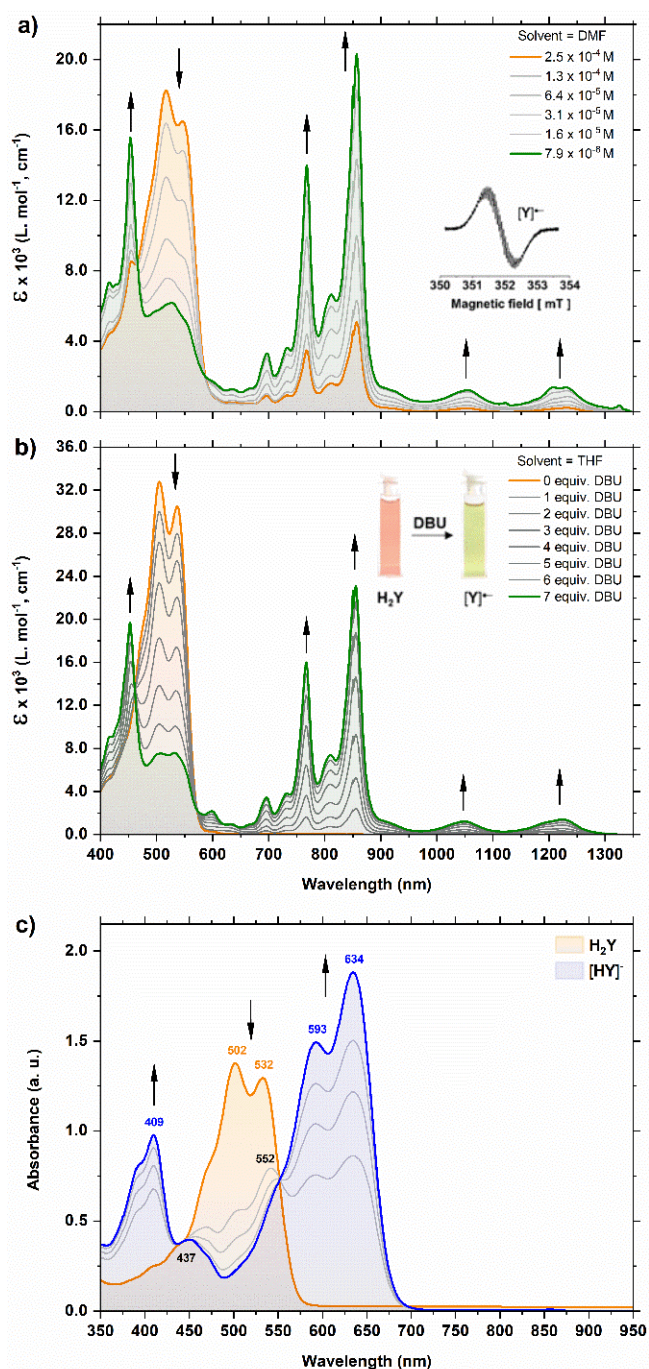 a)
Solvent = DMF
2.5 x 10⁻⁴ M
1.3 x 10⁻⁴ M
6.4 x 10⁻⁵ M
3.1 x 10⁻⁵ M
1.6 x 10⁻⁵ M
7.9 x 10⁻⁶ M
20.0
16.0
12.0
8.0
4.0
0.0
ε x 10³ (L. mol⁻¹, cm⁻¹)
[Y]•⁻
350 351 352 353 354
Magnetic field [ mT ]
b)
Solvent = THF
0 equiv. DBU
1 equiv. DBU
2 equiv. DBU
3 equiv. DBU
4 equiv. DBU
5 equiv. DBU
6 equiv. DBU
7 equiv. DBU
DBU
H₂Y
[Y]•⁻
36.0
32.0
28.0
24.0
20.0
16.0
12.0
8.0
4.0
0.0
ε x 10³ (L. mol⁻¹, cm⁻¹)
400 500 600 700 800 900 1000 1100 1200 1300
Wavelength (nm)
c)
H₂Y
[HY]⁻
2.0
1.5
1.0
0.5
0.0
Absorbance (a. u.)
634
593
502
532
409
552
437
350 400 450 500 550 600 650 700 750 800 850 900 950
Wavelength (nm)